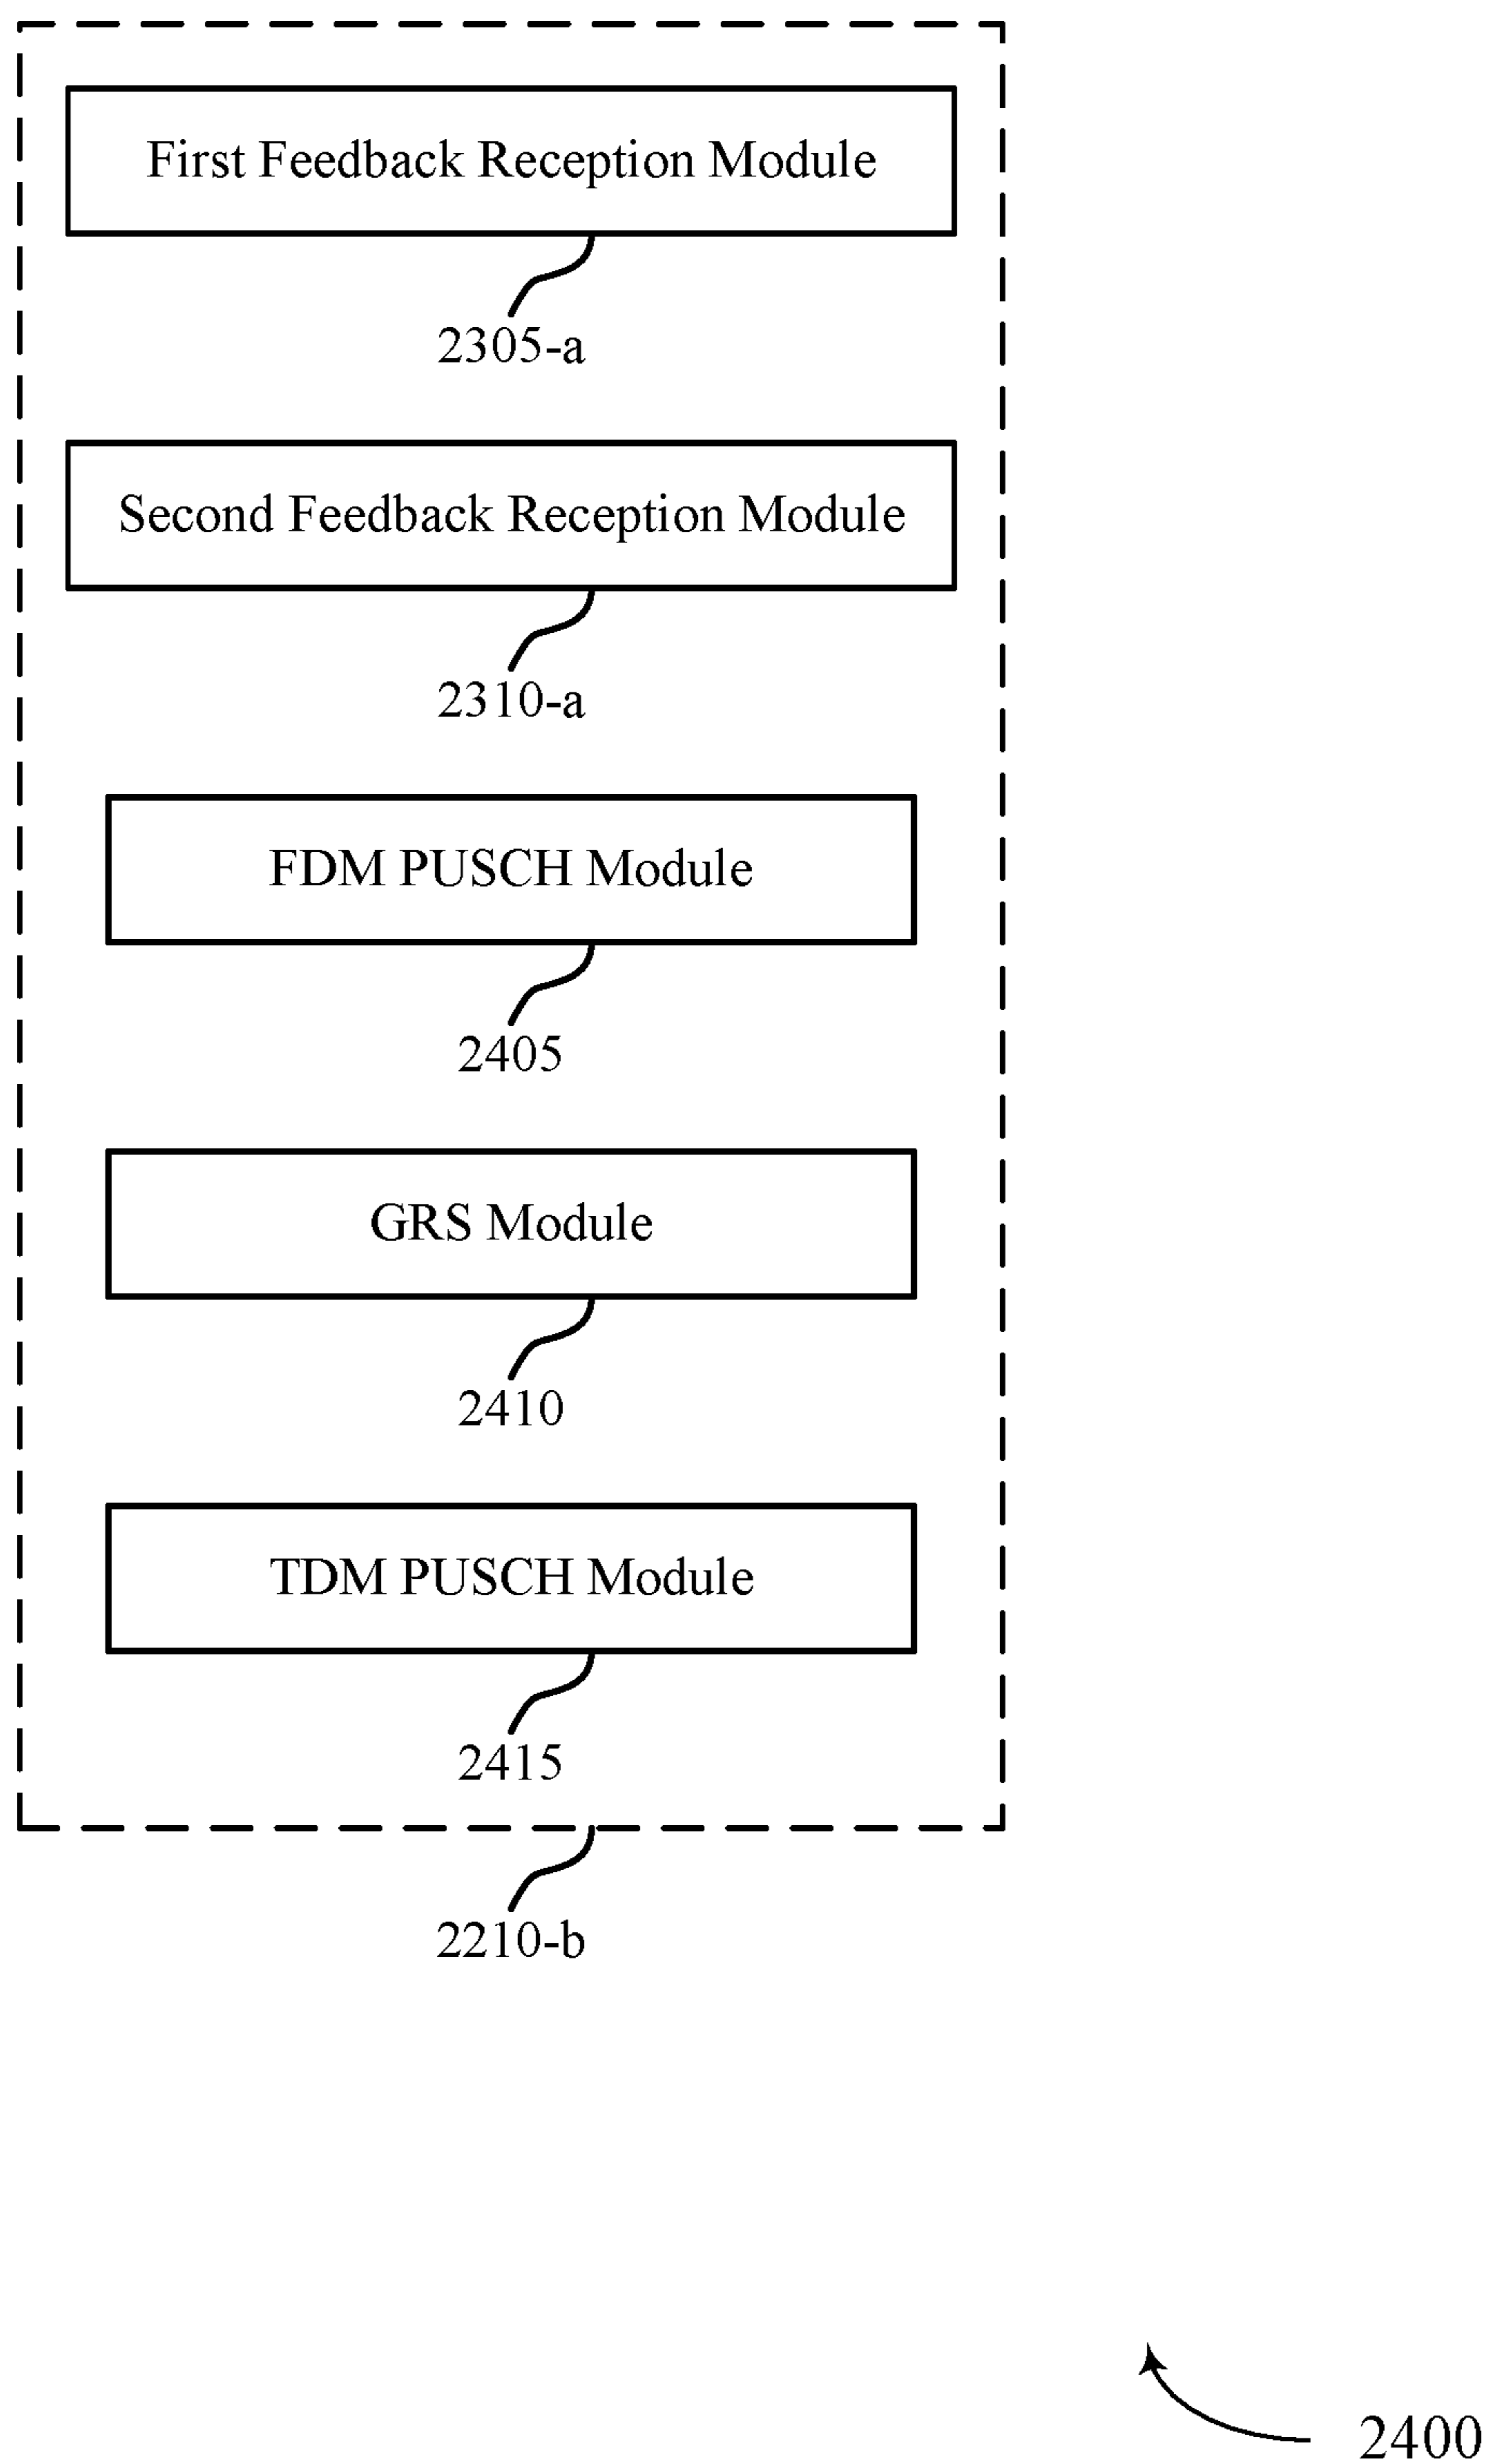 First Feedback Reception Module
2305-a
Second Feedback Reception Module
2310-a
FDM PUSCH Module
2405
GRS Module
2410
TDM PUSCH Module
2415
2210-b
2400